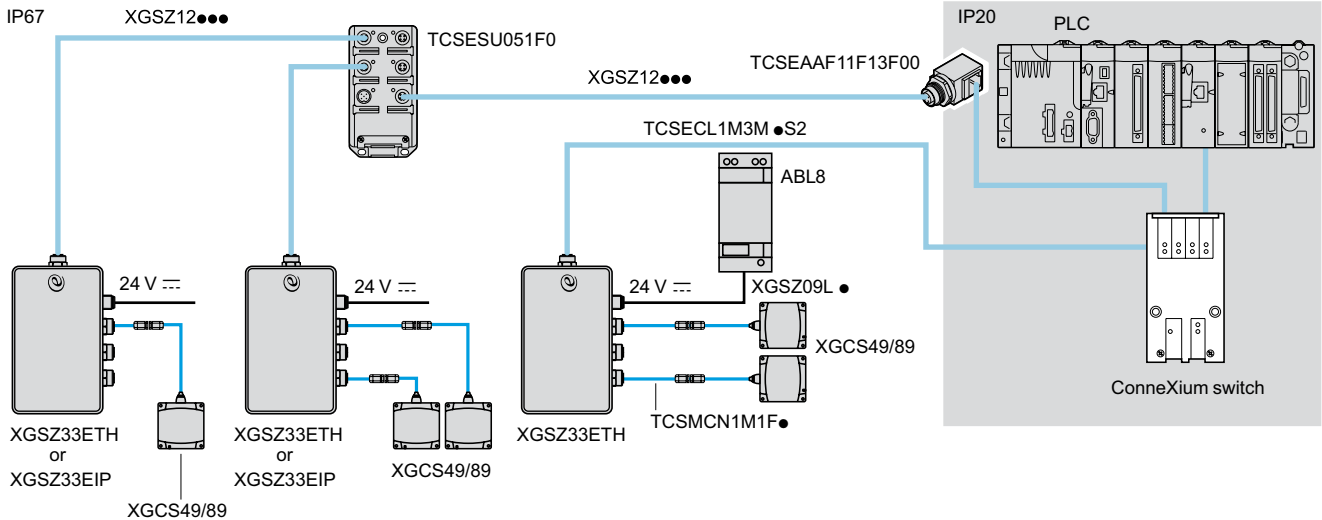 IP67
XGSZ12●●●
TCSESU051F0
XGSZ12●●●
TCSEAAF11F13F00
IP20
PLC
TCSECL1M3M ●S2
ABL8
24 V
24 V
24 V
XGSZ09L ●
XGCS49/89
TCSMCN1M1F●
ConneXium switch
XGSZ33ETH
or
XGSZ33EIP
XGCS49/89
XGSZ33ETH
or
XGSZ33EIP
XGCS49/89
XGSZ33ETH